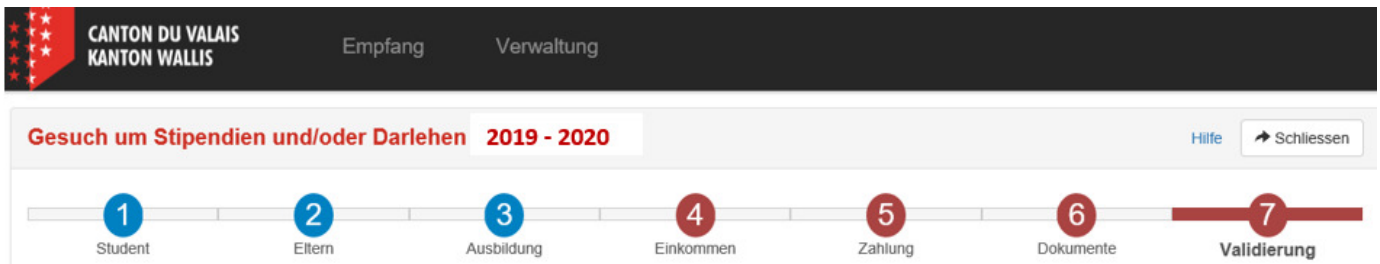 CANTON DU VALAIS
KANTON WALLIS
Empfang Verwaltung
Gesuch um Stipendien und/oder Darlehen 2019 - 2020 Hilfe Schliessen
1 2 3 4 5 6 7
Student Eltern Ausbildung Einkommen Zahlung Dokumente Validierung